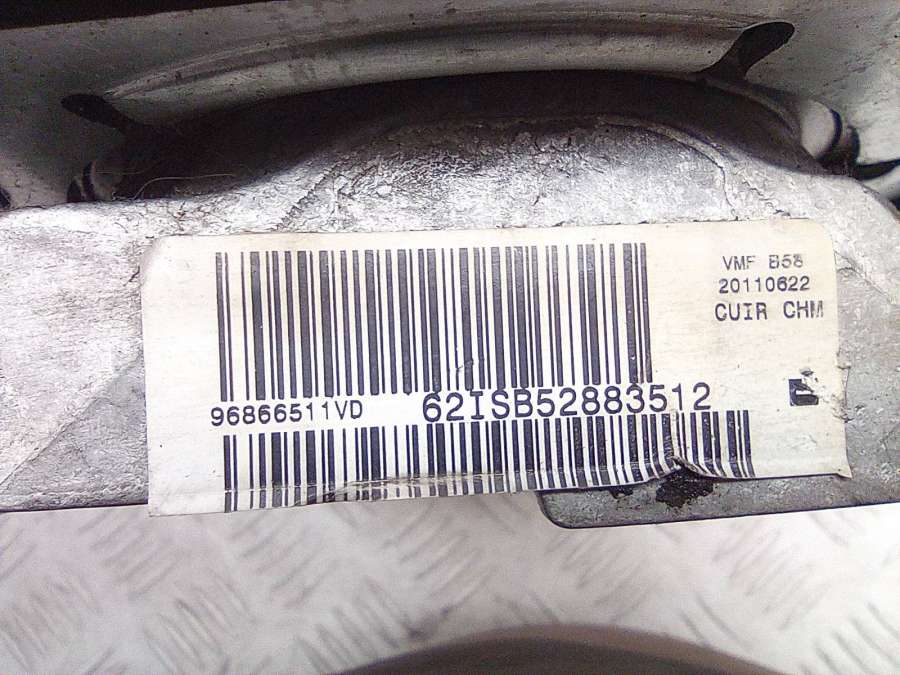 VMF B58
20110622
CUIR CHM
96866511VD
62ISB52883512